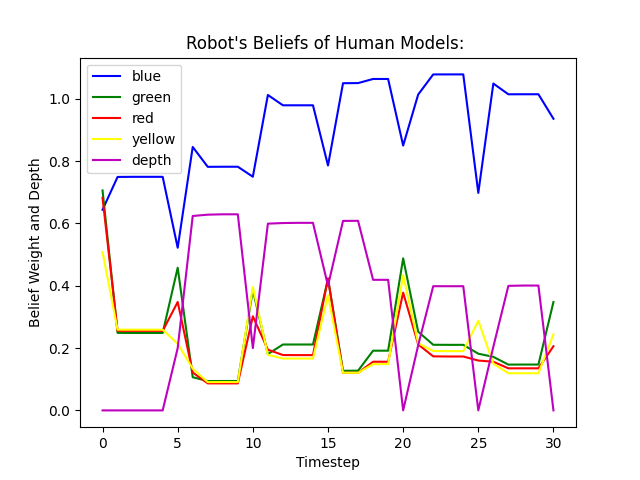 Robot's Beliefs of Human Models:
blue
green
red
yellow
depth
Belief Weight and Depth
1.0
0.8
0.6
0.4
0.2
0.0
0 5 10 15 20 25 30
Timestep